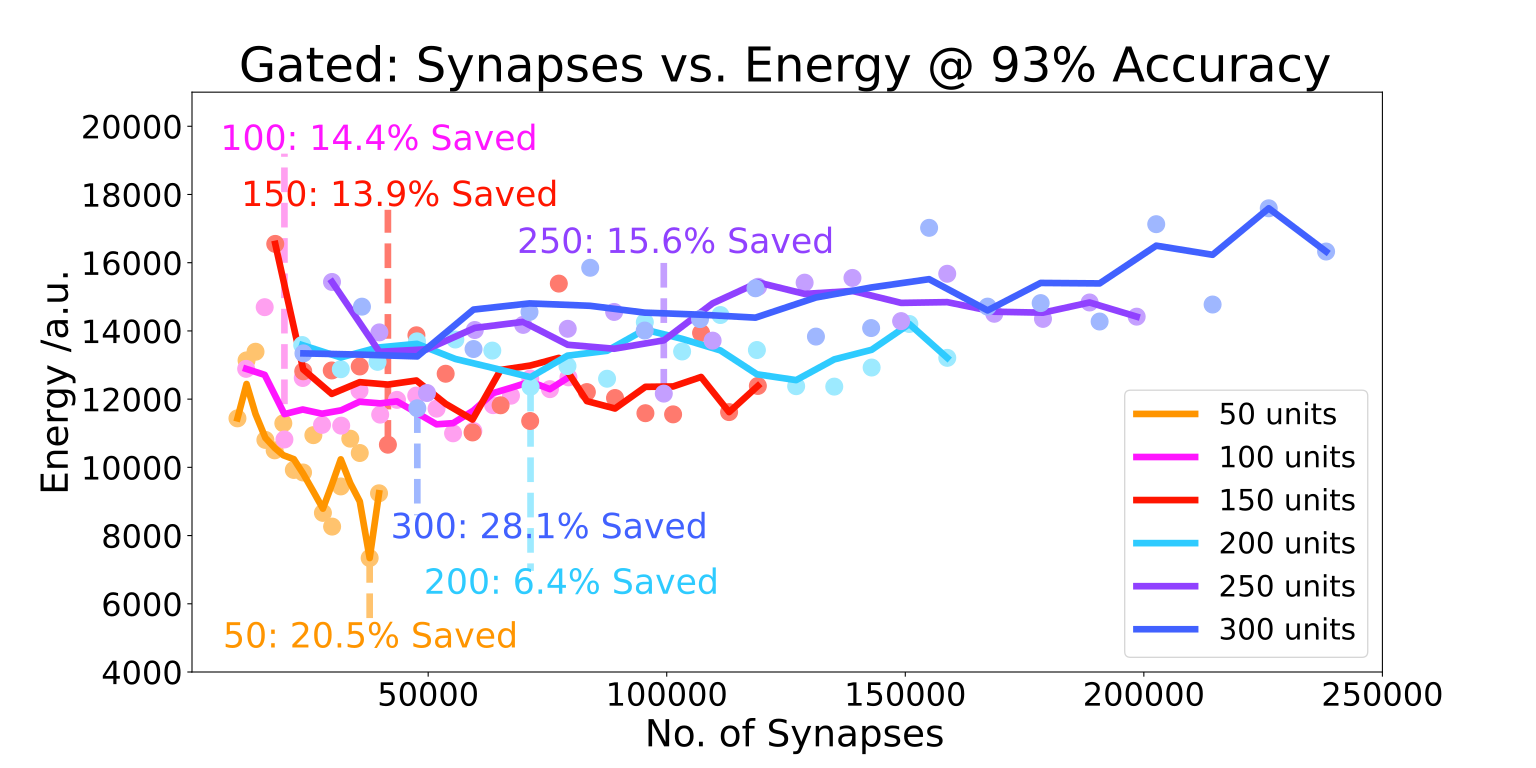 Gated: Synapses vs. Energy @ 93% Accuracy
20000
18000
16000
14000
12000
10000
8000
6000
4000
Energy /a.u.
100: 14.4% Saved
150: 13.9% Saved
250: 15.6% Saved
300: 28.1% Saved
200: 6.4% Saved
50: 20.5% Saved
50 units
100 units
150 units
200 units
250 units
300 units
50000
100000
150000
200000
250000
No. of Synapses